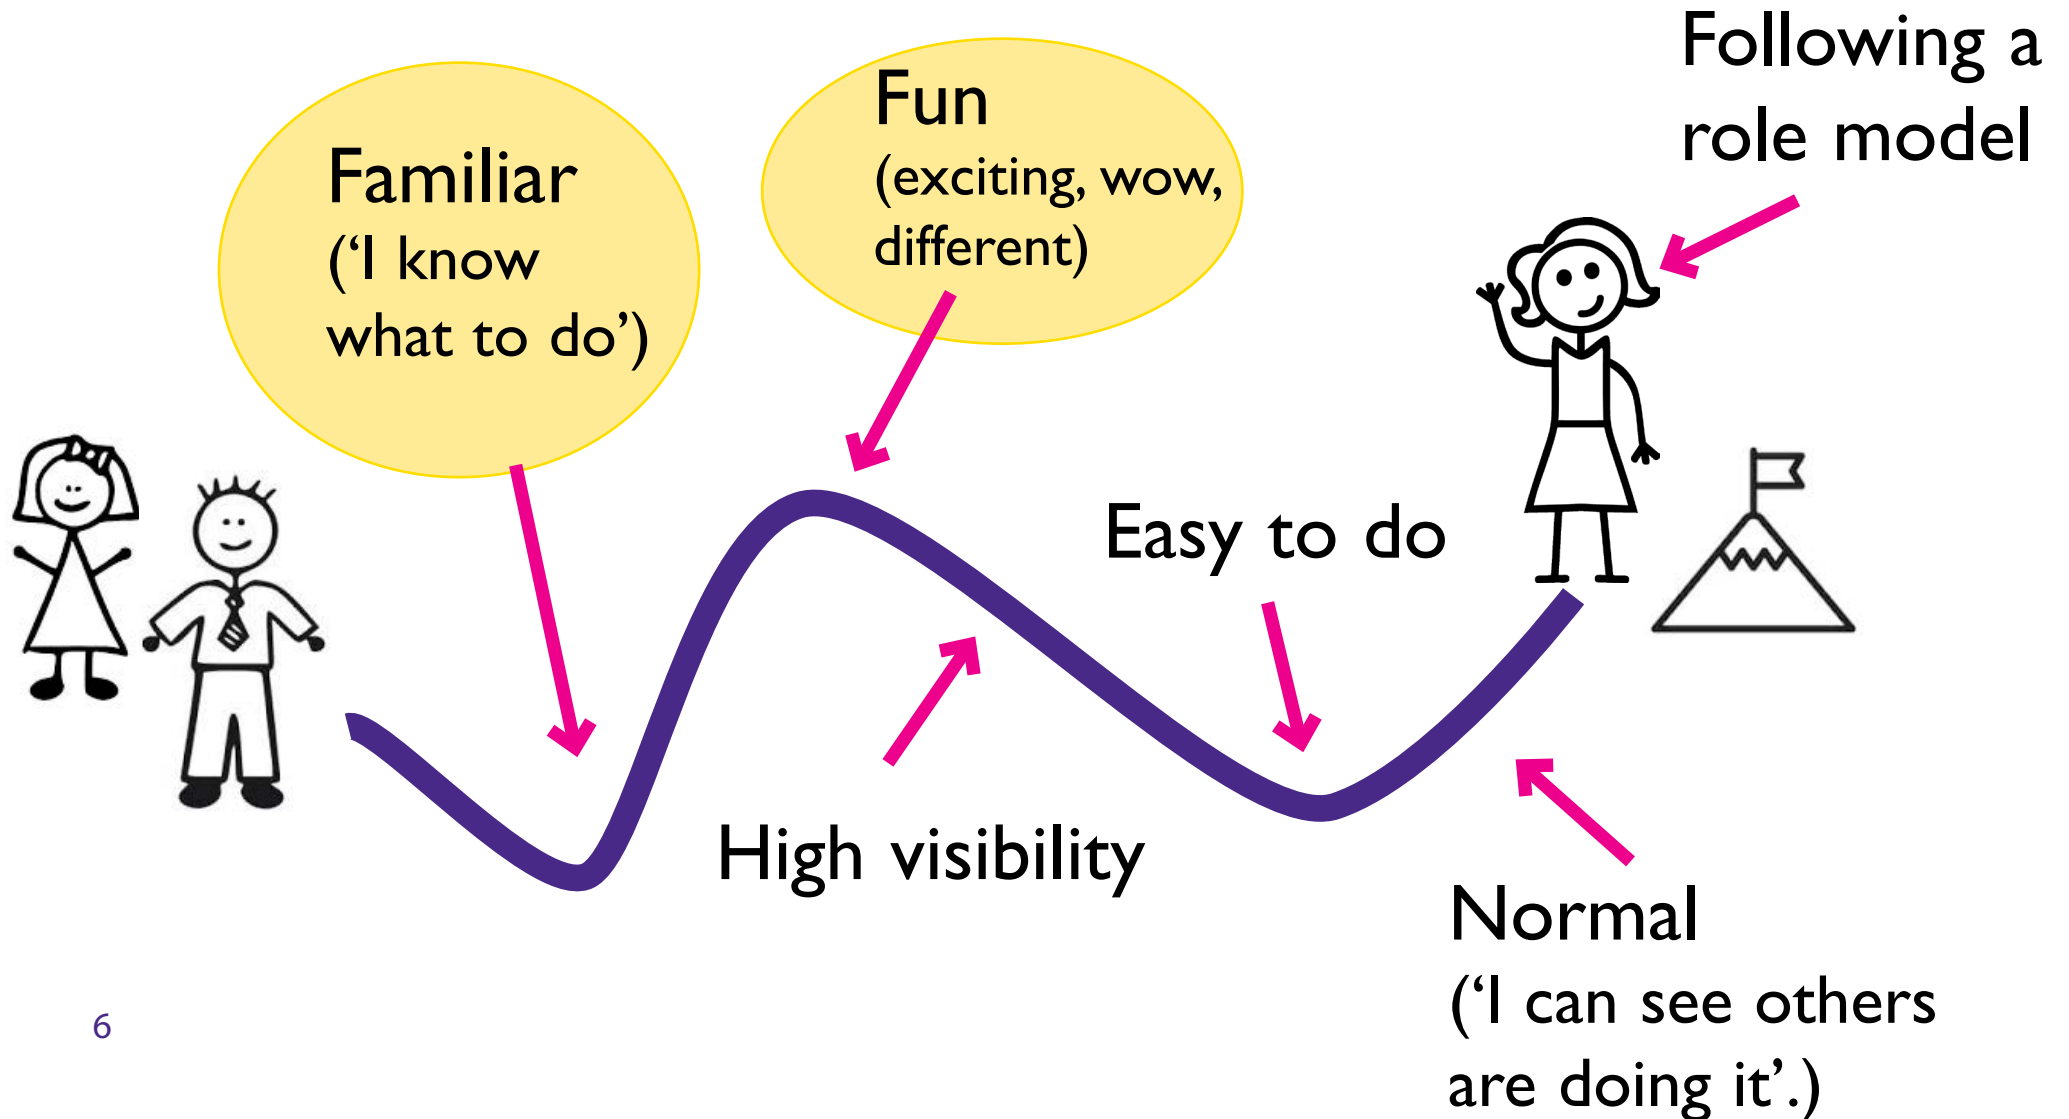 Following a
role model
Fun
(exciting, wow,
different)
Familiar
(‘I know
what to do’)
Easy to do
High visibility
Normal
(‘I can see others
are doing it’.)
6